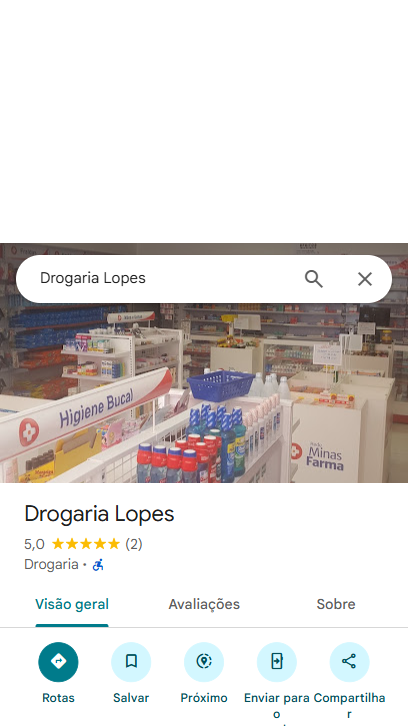 Drogaria Lopes
Higiene Bucal
Minas
Farma
Drogaria Lopes
5,0 (2)
Drogaria ·
Visão geral Avaliações Sobre
Rotas Salvar Próximo Enviar para Compartilha
o r